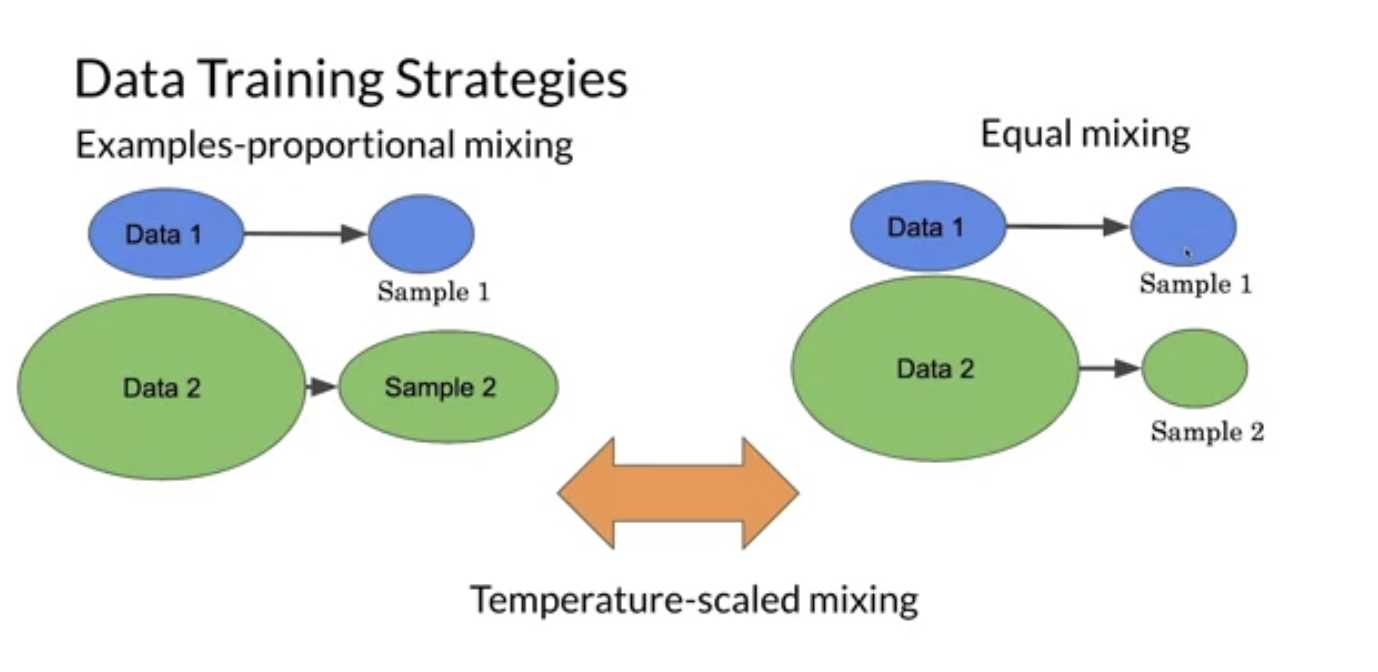 Data Training Strategies
Examples-proportional mixing
Data 1
Sample 1
Data 2
Sample 2
Equal mixing
Data 1
Sample 1
Data 2
Sample 2
Temperature-scaled mixing